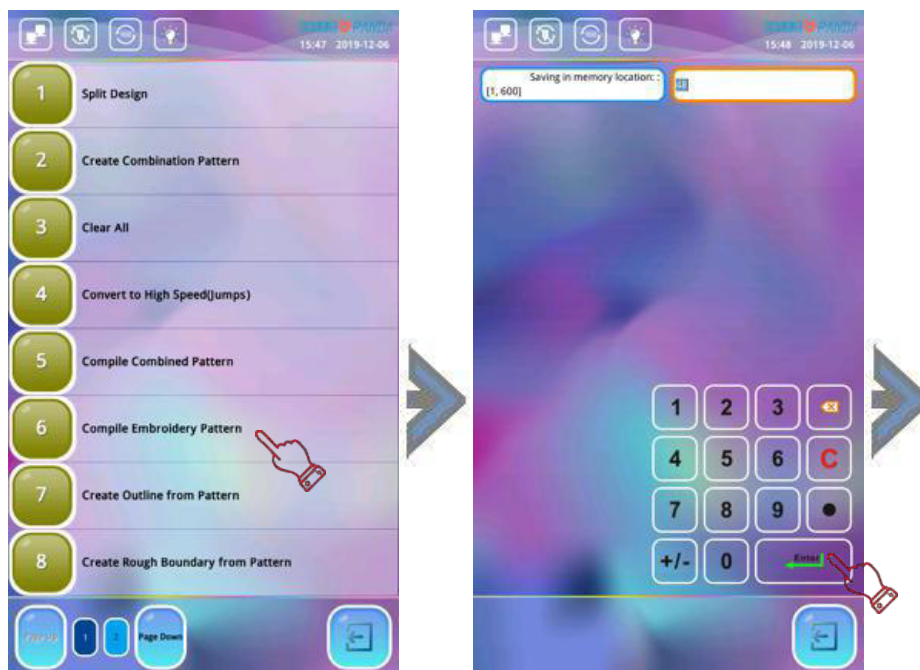 15:47 2019-12-06
1 Split Design
2 Create Combination Pattern
3 Clear All
4 Convert to High Speed(Jumps)
5 Compile Combined Pattern
6 Compile Embroidery Pattern
7 Create Outline from Pattern
8 Create Rough Boundary from Pattern
1 2 Page Down
PANDA
15:48 2019-12-06
Saving in memory location: :
[1, 600]
1 2 3
4 5 6 C
7 8 9 ●
+/- 0 Enter